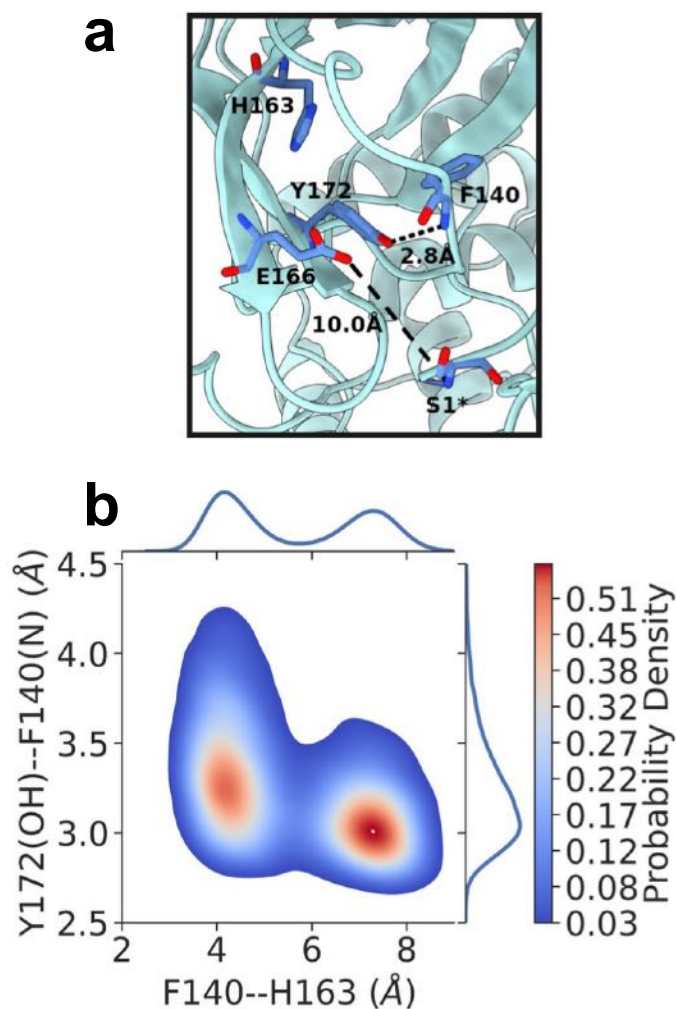 a
H163
Y172
F140
2.8Å
E166
10.0Å
S1*
b
Y172(OH)--F140(N) (Å)
4.5
4.0
3.5
3.0
2.5
2
4
6
8
F140--H163 (Å)
0.51
0.45
0.38
0.32
0.27
0.22
0.17
0.12
0.08
0.03
Probability Density